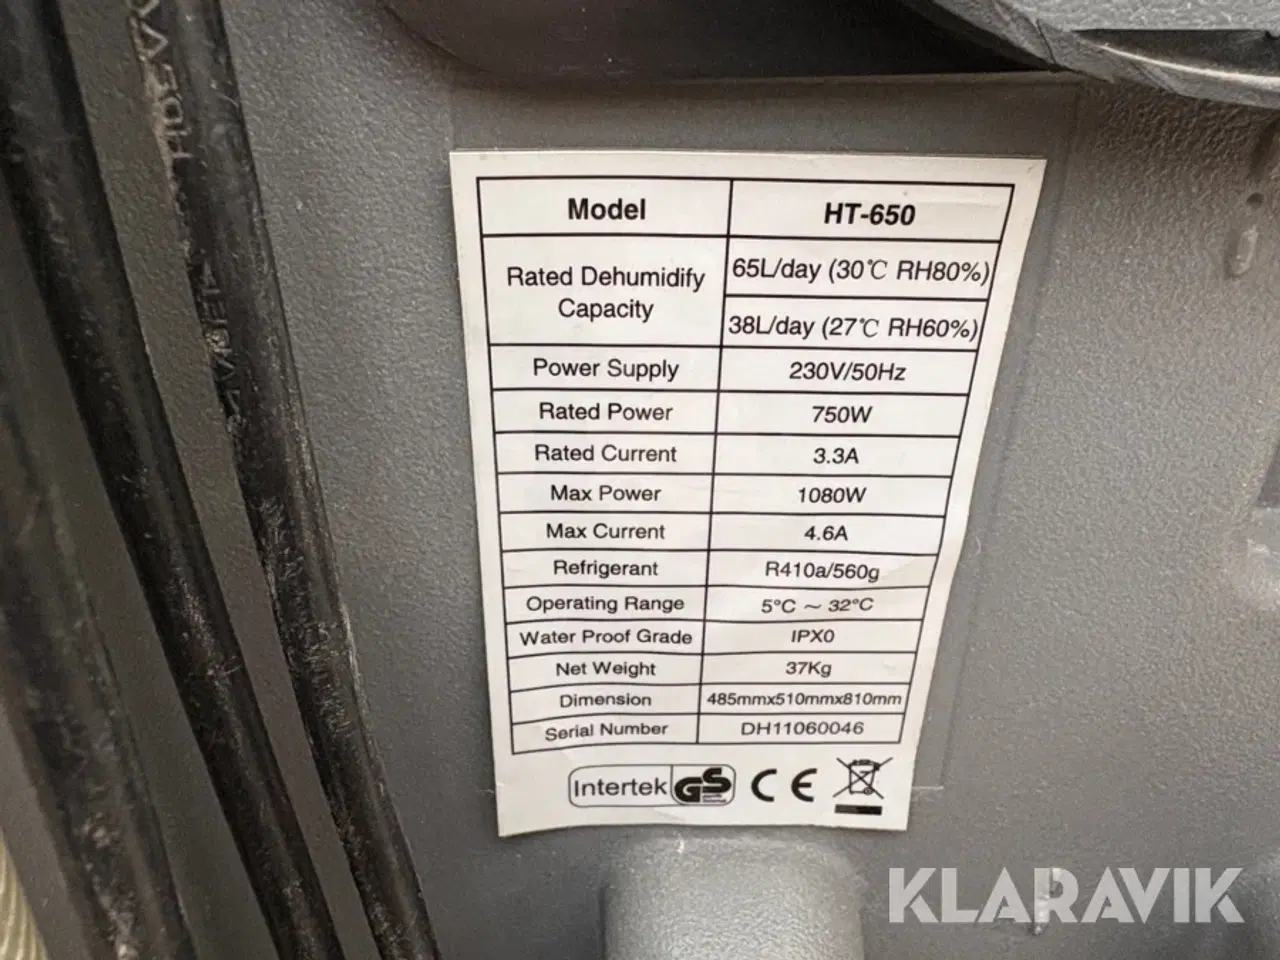 Model HT-650
Rated Dehumidify Capacity 65L/day (30℃ RH80%)
38L/day (27℃ RH60%)
Power Supply 230V/50Hz
Rated Power 750W
Rated Current 3.3A
Max Power 1080W
Max Current 4.6A
Refrigerant R410a/560g
Operating Range 5°C ~ 32°C
Water Proof Grade IPX0
Net Weight 37Kg
Dimension 485mmx510mmx810mm
Serial Number DH11060046
Intertek GS CE
KLARAVIK